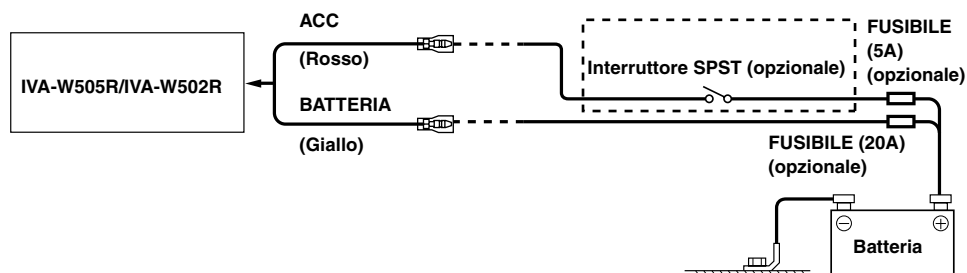 ACC
(Rosso)
FUSIBILE
(5A)
(opzionale)
Interruttore SPST (opzionale)
IVA-W505R/IVA-W502R
BATTERIA
(Giallo)
FUSIBILE (20A)
(opzionale)
Batteria